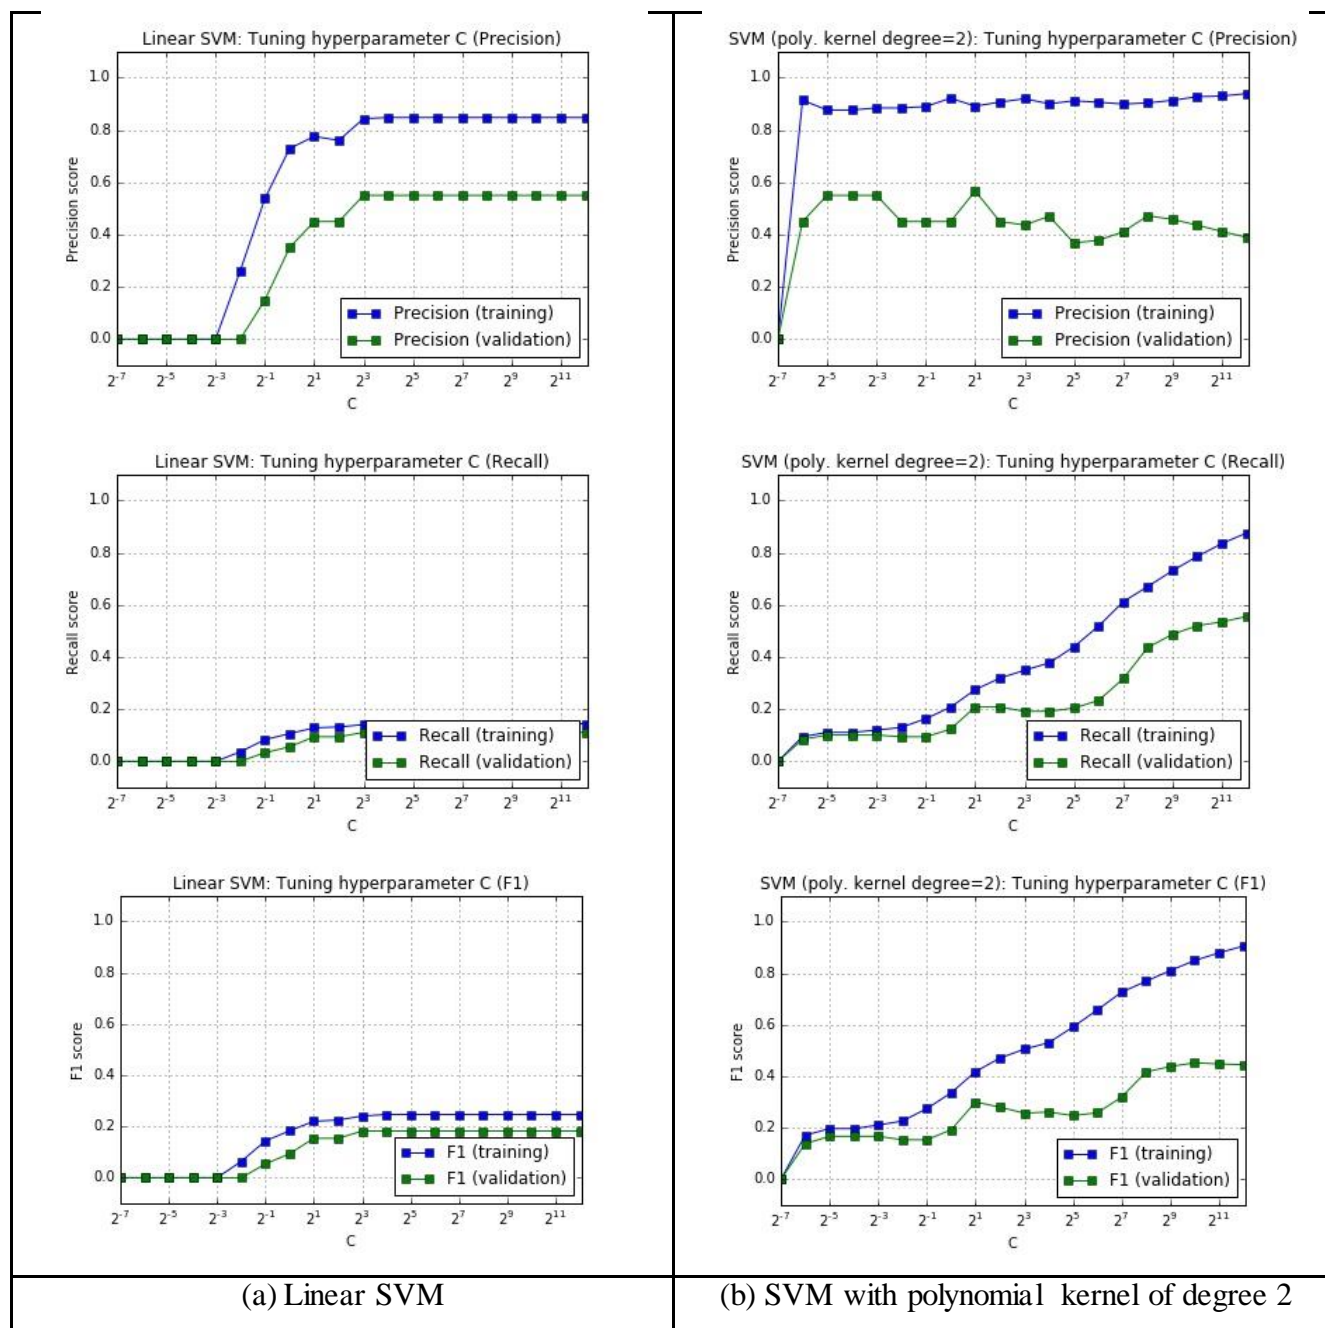 Linear SVM: Tuning hyperparameter C (Precision)
Precision score
1.0
0.8
0.6
0.4
0.2
0.0
Precision (training)
Precision (validation)
2⁻⁷ 2⁻⁵ 2⁻³ 2⁻¹ 2¹ 2³ 2⁵ 2⁷ 2⁹ 2¹¹
C
Linear SVM: Tuning hyperparameter C (Recall)
Recall score
1.0
0.8
0.6
0.4
0.2
0.0
Recall (training)
Recall (validation)
2⁻⁷ 2⁻⁵ 2⁻³ 2⁻¹ 2¹ 2³ 2⁵ 2⁷ 2⁹ 2¹¹
C
Linear SVM: Tuning hyperparameter C (F1)
F1 score
1.0
0.8
0.6
0.4
0.2
0.0
F1 (training)
F1 (validation)
2⁻⁷ 2⁻⁵ 2⁻³ 2⁻¹ 2¹ 2³ 2⁵ 2⁷ 2⁹ 2¹¹
C
(a) Linear SVM
SVM (poly. kernel degree=2): Tuning hyperparameter C (Precision)
Precision score
1.0
0.8
0.6
0.4
0.2
0.0
Precision (training)
Precision (validation)
2⁻⁷ 2⁻⁵ 2⁻³ 2⁻¹ 2¹ 2³ 2⁵ 2⁷ 2⁹ 2¹¹
C
SVM (poly. kernel degree=2): Tuning hyperparameter C (Recall)
Recall score
1.0
0.8
0.6
0.4
0.2
0.0
Recall (training)
Recall (validation)
2⁻⁷ 2⁻⁵ 2⁻³ 2⁻¹ 2¹ 2³ 2⁵ 2⁷ 2⁹ 2¹¹
C
SVM (poly. kernel degree=2): Tuning hyperparameter C (F1)
F1 score
1.0
0.8
0.6
0.4
0.2
0.0
F1 (training)
F1 (validation)
2⁻⁷ 2⁻⁵ 2⁻³ 2⁻¹ 2¹ 2³ 2⁵ 2⁷ 2⁹ 2¹¹
C
(b) SVM with polynomial kernel of degree 2